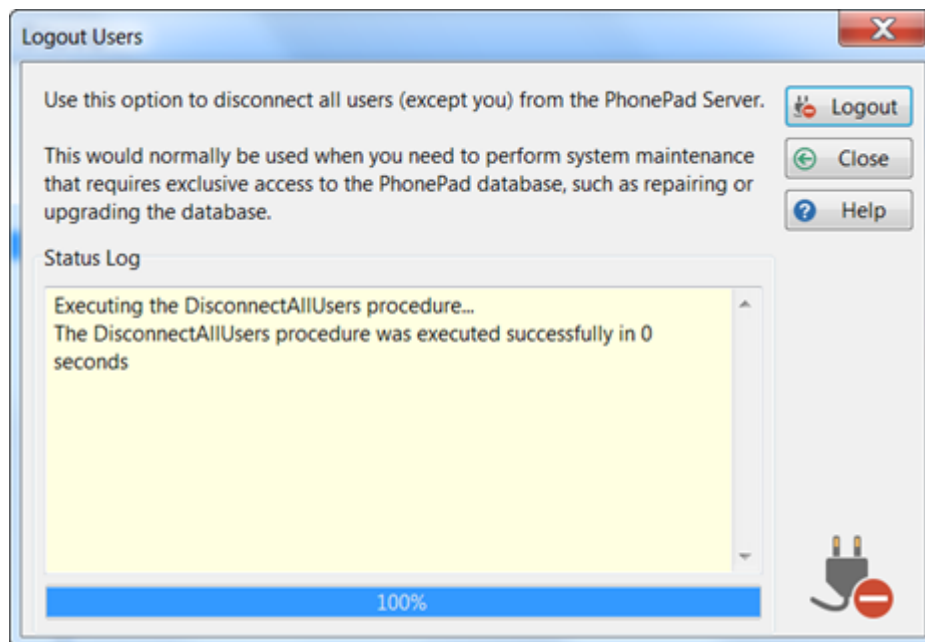 Logout Users
Use this option to disconnect all users (except you) from the PhonePad Server.
This would normally be used when you need to perform system maintenance
that requires exclusive access to the PhonePad database, such as repairing or
upgrading the database.
Logout
Close
Help
Status Log
Executing the DisconnectAllUsers procedure...
The DisconnectAllUsers procedure was executed successfully in 0
seconds
100%